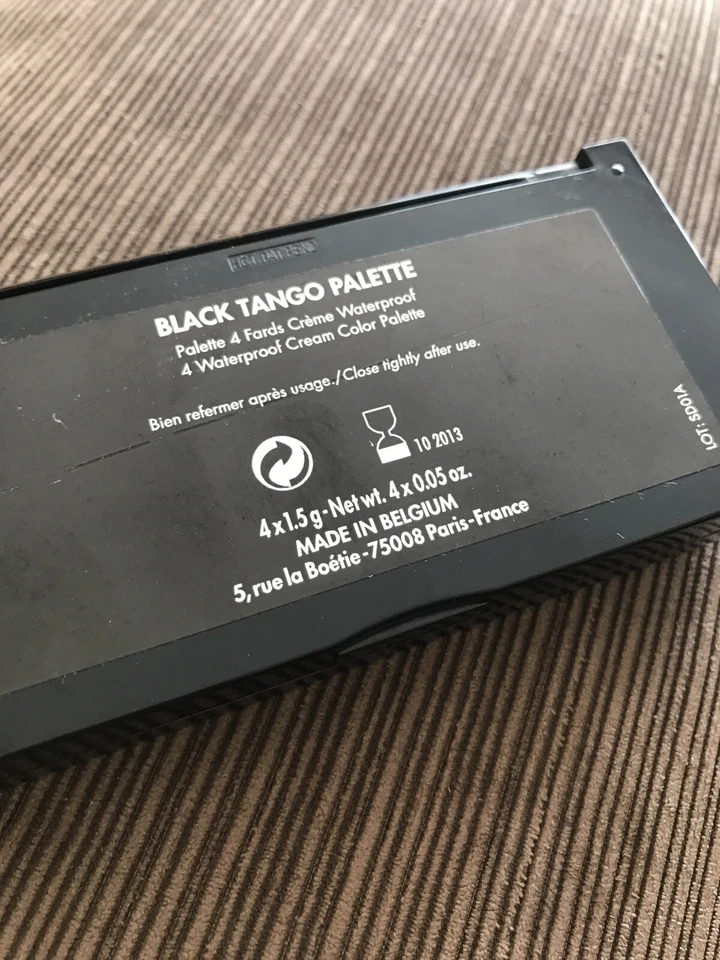 BLACK TANGO PALETTE
Palette 4 Fards Crème Waterproof
4 Waterproof Cream Color Palette
Bien refermer après usage./Close tightly after use.
10 2013
4 x 1.5 g - Net wt. 4 x 0.05 oz.
MADE IN BELGIUM
5, rue la Boétie - 75008 Paris - France
LOT : SD01A